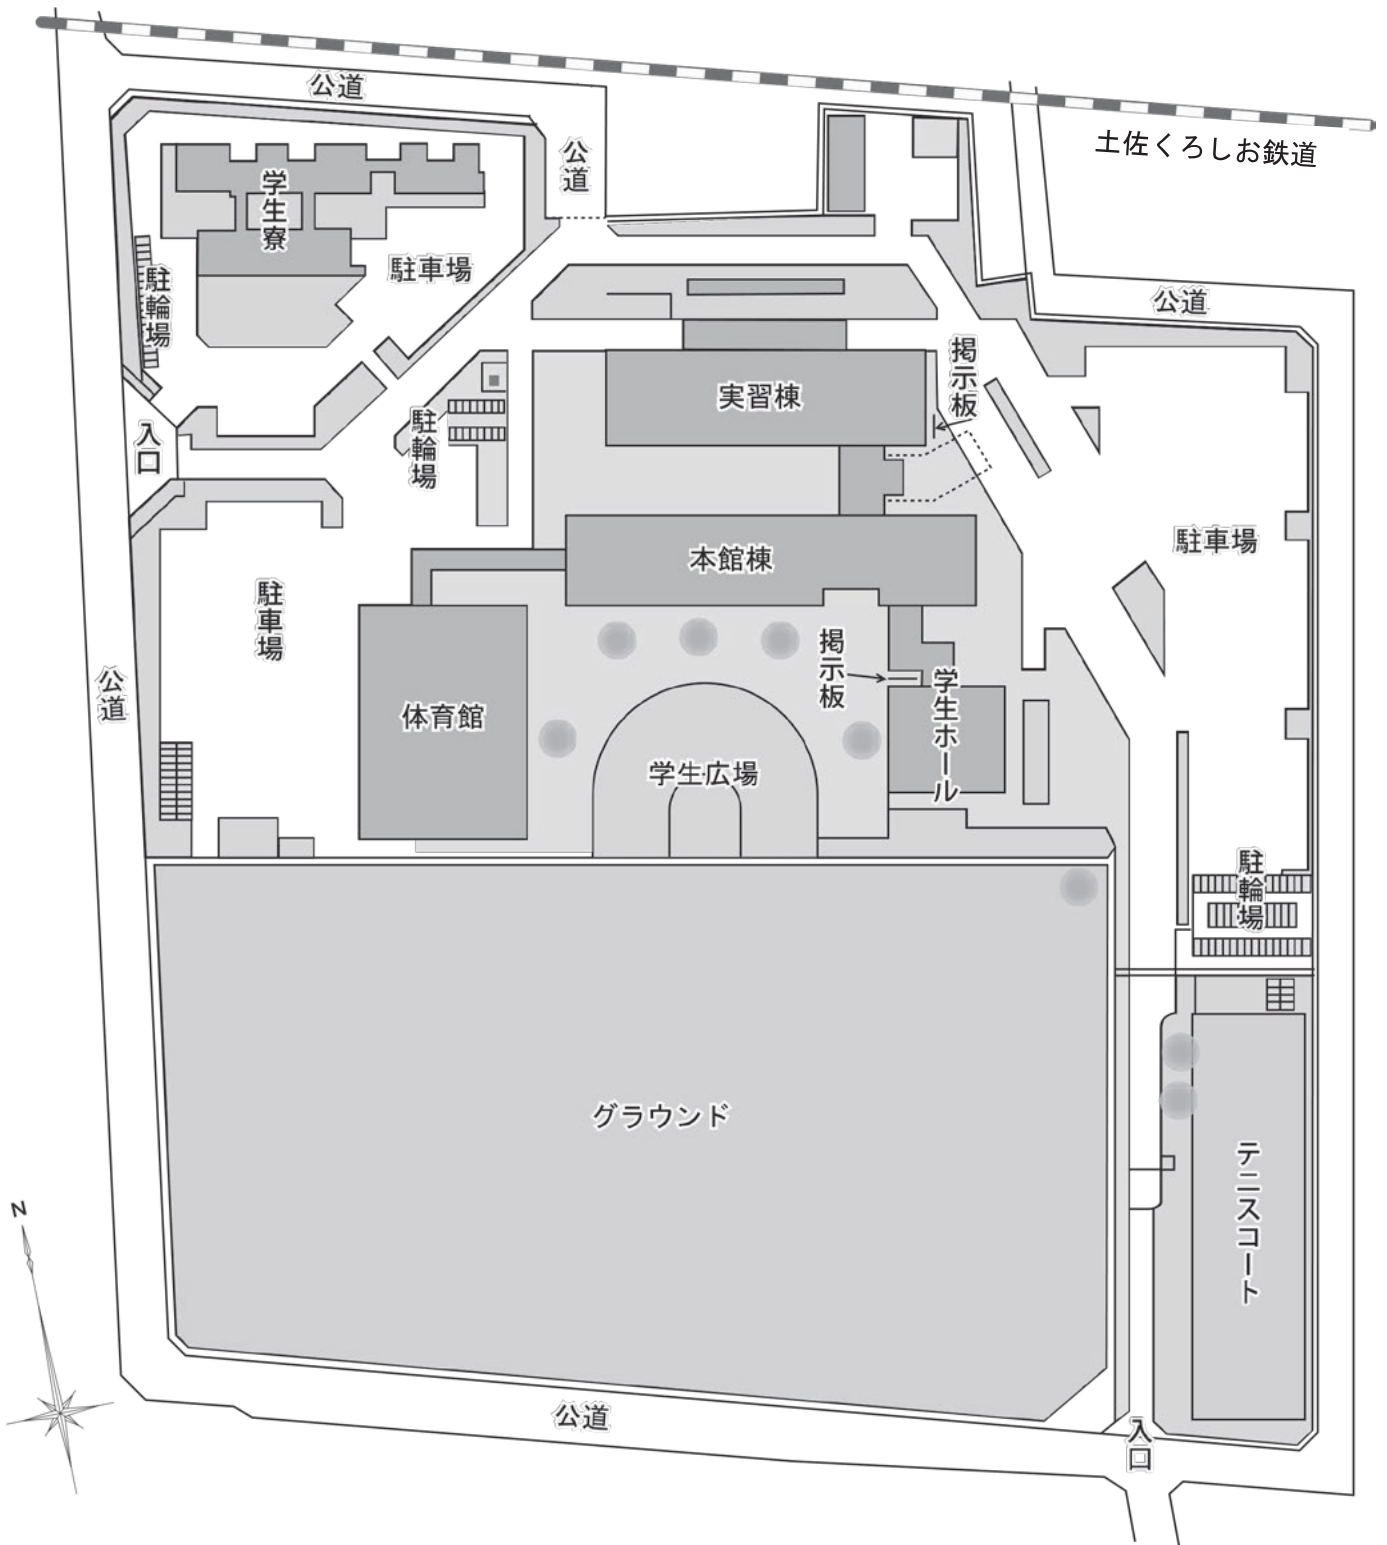 公道
土佐くろしお鉄道
公道
学生寮
駐車場
駐輪場
公道
掲示板
実習棟
駐輪場
入口
本館棟
駐車場
駐車場
掲示板
公道
体育館
学生ホール
学生広場
駐輪場
グラウンド
テニスコート
N
公道
入口